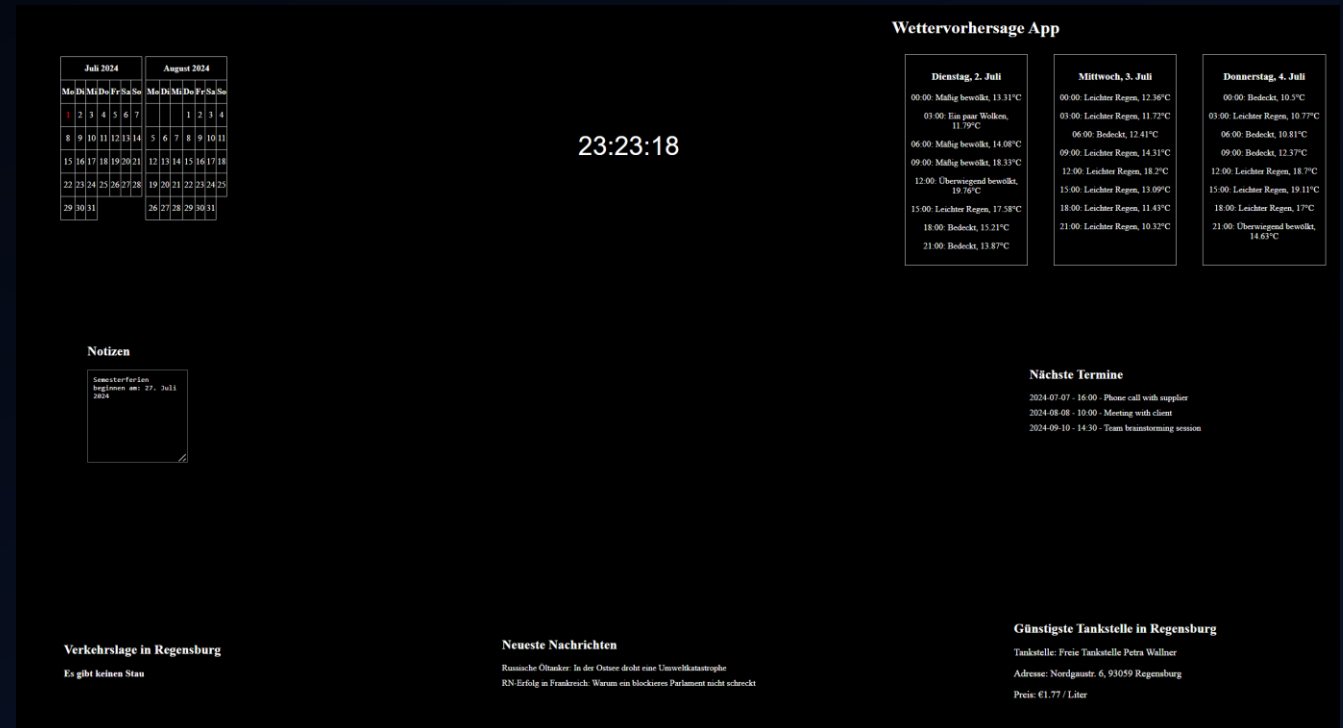 Wettervorhersage App
Juli 2024
Mo Di Mi Do Fr Sa So
1 2 3 4 5 6 7
8 9 10 11 12 13 14
15 16 17 18 19 20 21
22 23 24 25 26 27 28
29 30 31
August 2024
Mo Di Mi Do Fr Sa So
1 2 3 4
5 6 7 8 9 10 11
12 13 14 15 16 17 18
19 20 21 22 23 24 25
26 27 28 29 30 31
23:23:18
Dienstag, 2. Juli
00:00: Mäßig bewölkt, 13.31°C
03:00: Ein paar Wolken,
11.79°C
06:00: Mäßig bewölkt, 14.08°C
09:00: Mäßig bewölkt, 18.33°C
12:00: Überwiegend bewölkt,
19.76°C
15:00: Leichter Regen, 17.58°C
18:00: Bedeckt, 15.21°C
21:00: Bedeckt, 13.87°C
Mittwoch, 3. Juli
00:00: Leichter Regen, 12.36°C
03:00: Leichter Regen, 11.72°C
06:00: Bedeckt, 12.41°C
09:00: Leichter Regen, 14.31°C
12:00: Leichter Regen, 18.2°C
15:00: Leichter Regen, 13.09°C
18:00: Leichter Regen, 11.43°C
21:00: Leichter Regen, 10.32°C
Donnerstag, 4. Juli
00:00: Bedeckt, 10.5°C
03:00: Leichter Regen, 10.77°C
06:00: Bedeckt, 10.81°C
09:00: Bedeckt, 12.37°C
12:00: Leichter Regen, 18.7°C
15:00: Leichter Regen, 19.11°C
18:00: Leichter Regen, 17°C
21:00: Überwiegend bewölkt,
14.63°C
Notizen
Semesterferien
beginnen am: 27. Juli
2024
Nächste Termine
2024-07-07 - 16:00 - Phone call with supplier
2024-08-08 - 10:00 - Meeting with client
2024-09-10 - 14:30 - Team brainstorming session
Verkehrslage in Regensburg
Es gibt keinen Stau
Neueste Nachrichten
Russische Öltanker: In der Ostsee droht eine Umweltkatastrophe
RN-Erfolg in Frankreich: Warum ein blockieres Parlament nicht schreckt
Günstigste Tankstelle in Regensburg
Tankstelle: Freie Tankstelle Petra Wallner
Adresse: Nordgaustr. 6, 93059 Regensburg
Preis: €1.77 / Liter